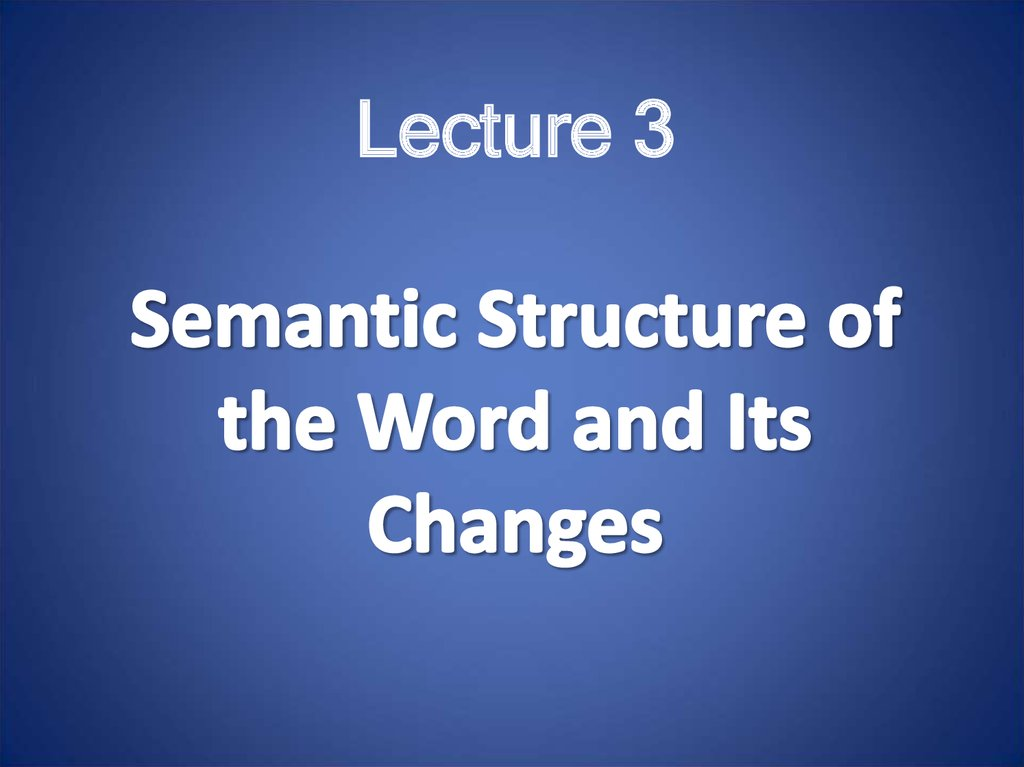 Lecture 3
Semantic Structure of
the Word and Its
Changes